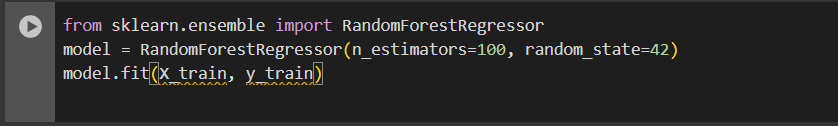 from sklearn.ensemble import RandomForestRegressor
model = RandomForestRegressor(n_estimators=100, random_state=42)
model.fit(X_train, y_train)